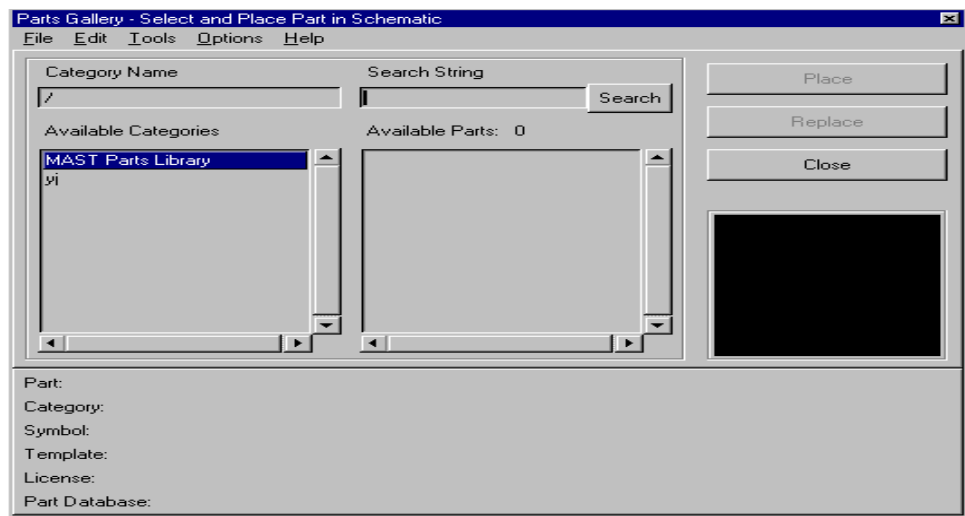 Parts Gallery - Select and Place Part in Schematic
File Edit Tools Options Help
Category Name Search String
/ Search
Available Categories Available Parts: 0
MAST Parts Library
yj
Place
Replace
Close
Part:
Category:
Symbol:
Template:
License:
Part Database: